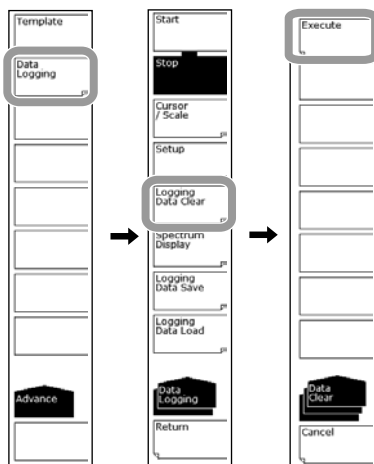 Template
Data
Logging
Advance
Start
Stop
Cursor
/ Scale
Setup
Logging
Data Clear
Spectrum
Display
Logging
Data Save
Logging
Data Load
Data
Logging
Return
Execute
Data
Clear
Cancel